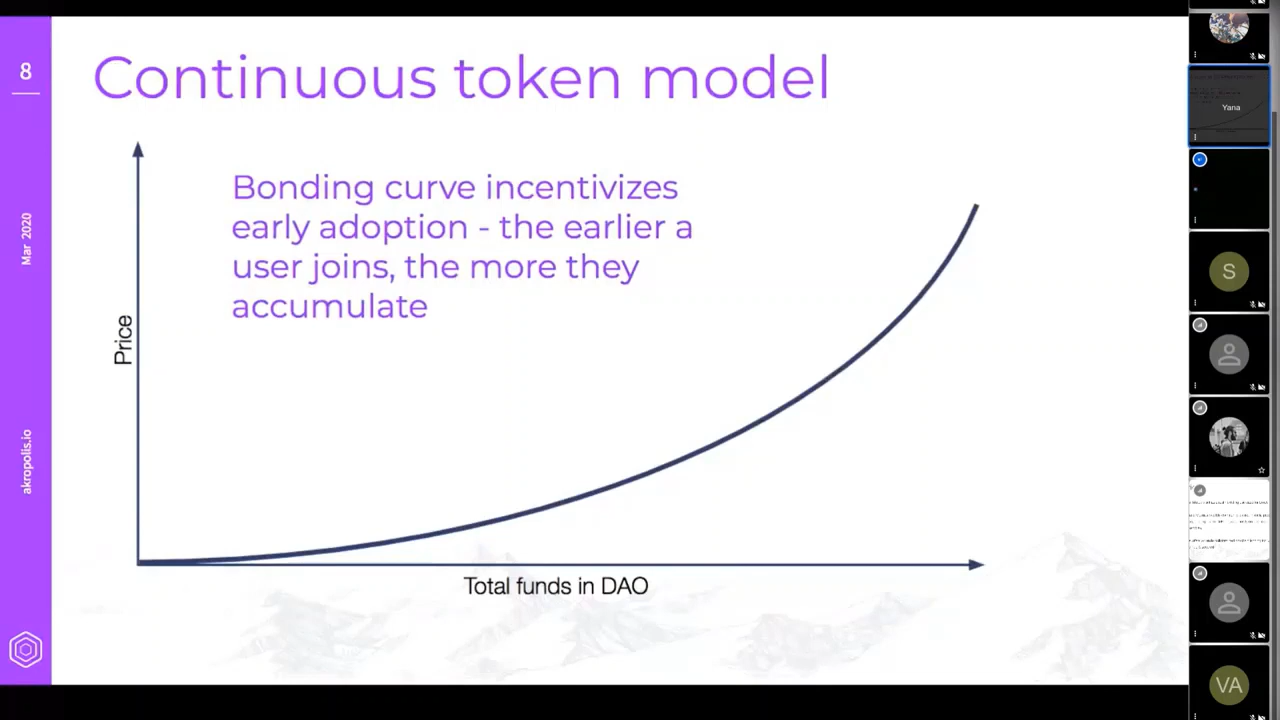 8
Continuous token model
Bonding curve incentivizes
early adoption - the earlier a
user joins, the more they
accumulate
Mar 2020
Price
akropolis.io
Total funds in DAO
Yana
S
VA